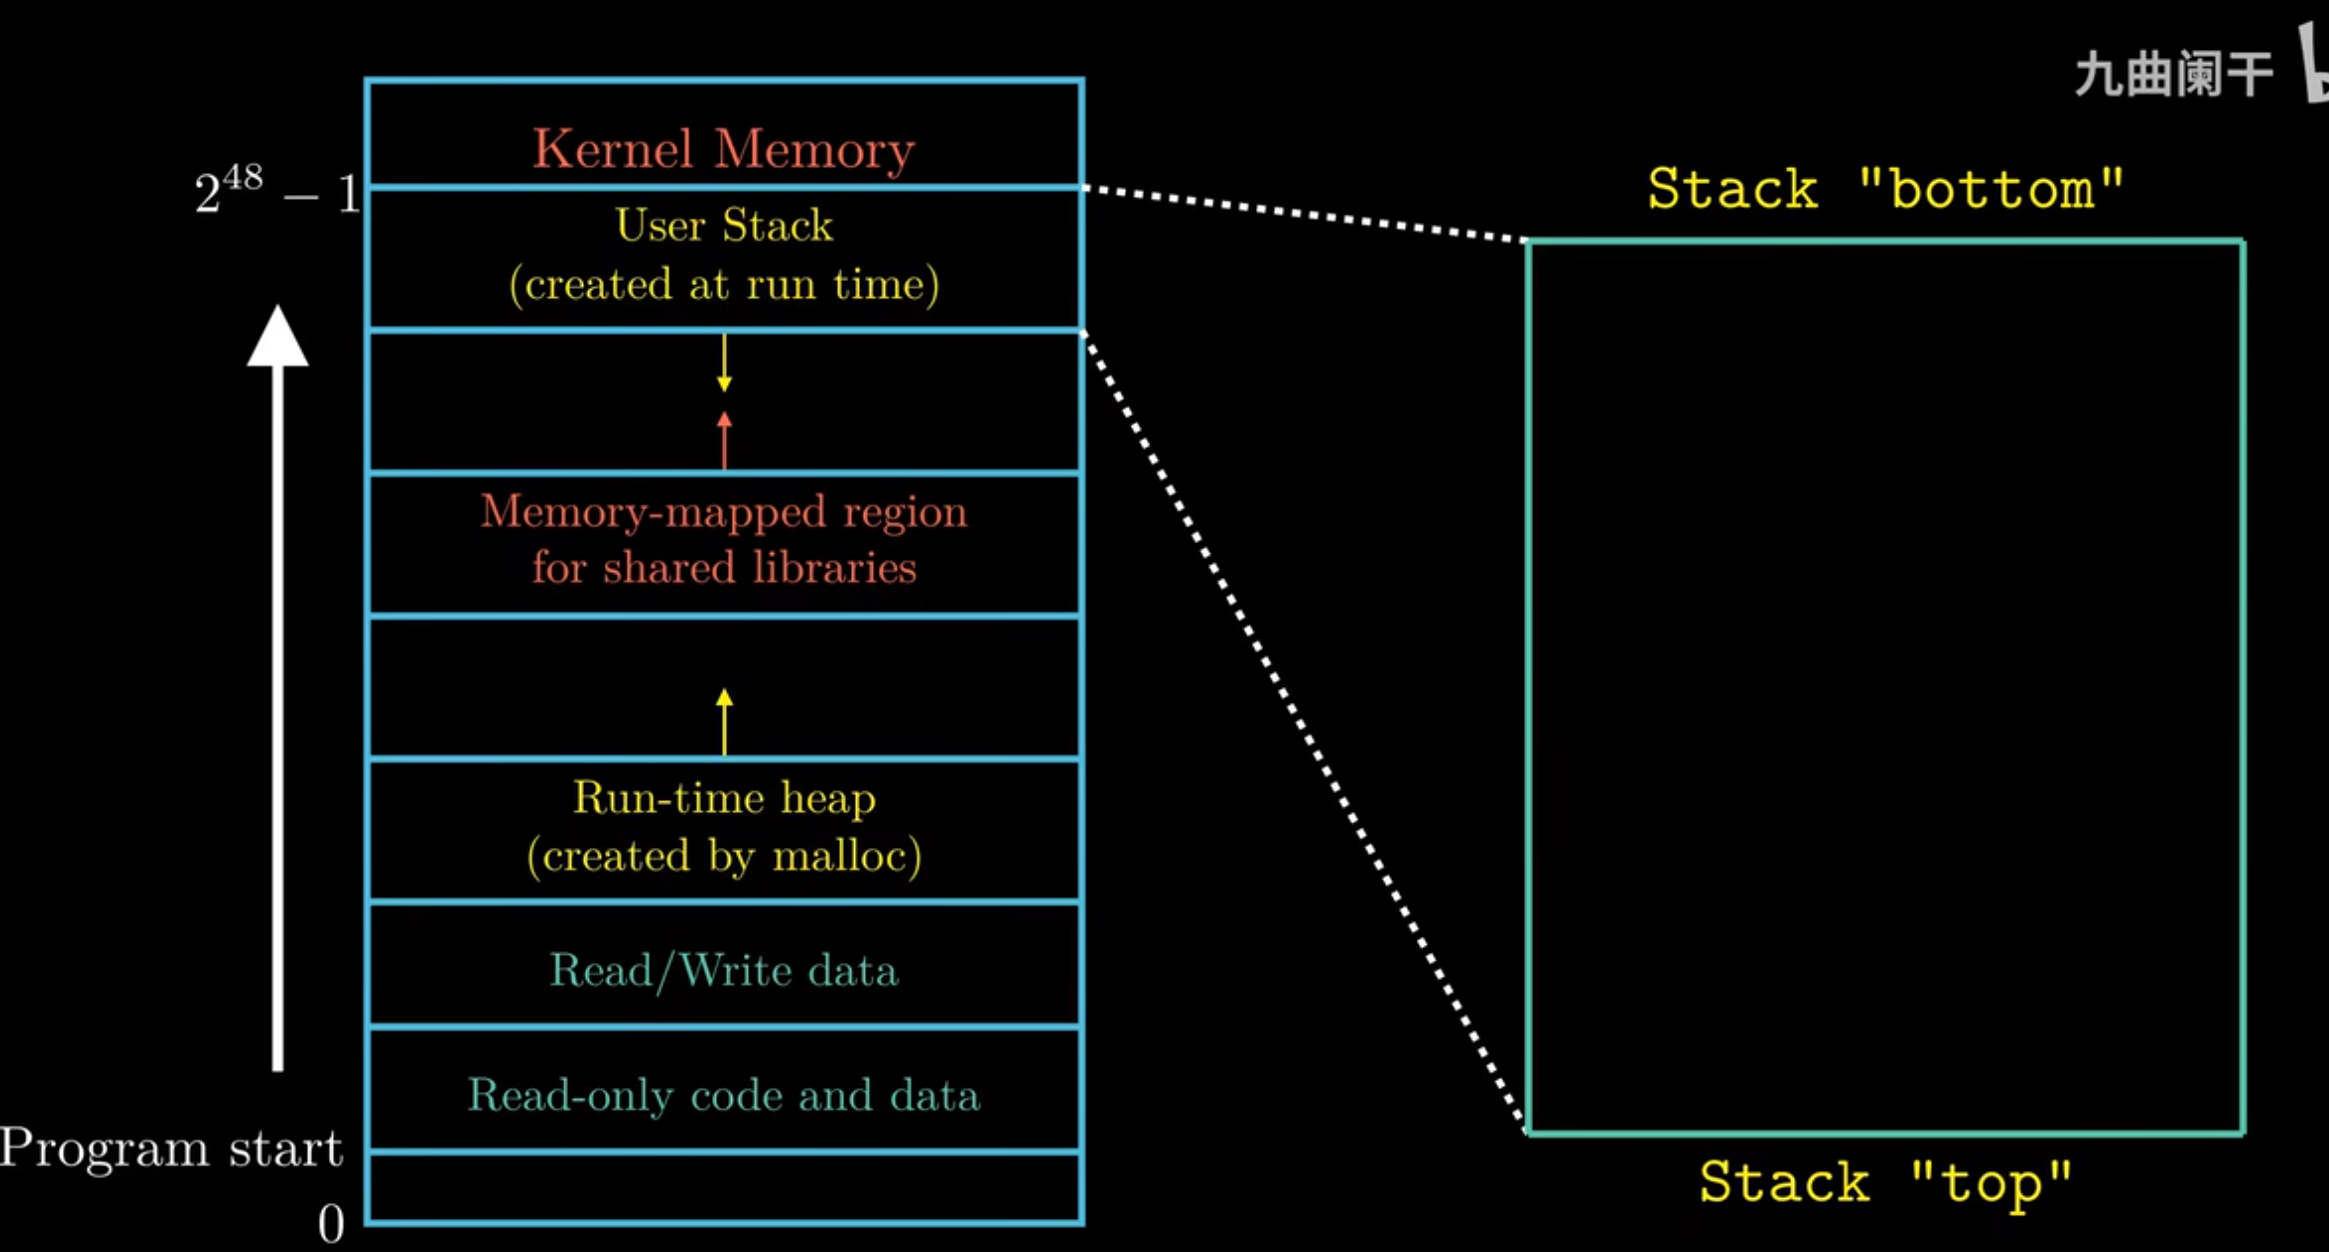 九曲阑干
Kernel Memory
2^48 − 1
User Stack
(created at run time)
Memory-mapped region
for shared libraries
Run-time heap
(created by malloc)
Read/Write data
Read-only code and data
Program start
0
Stack "bottom"
Stack "top"